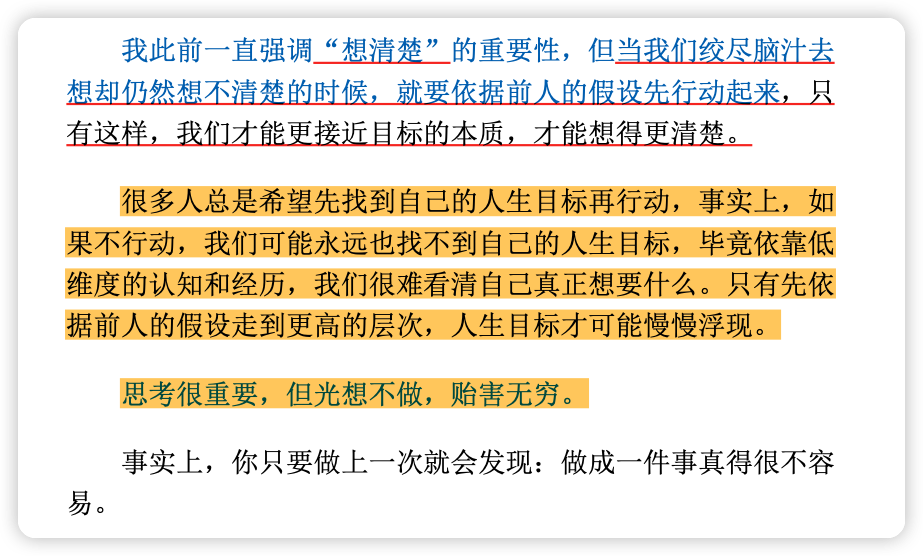 我此前一直强调“想清楚”的重要性，但当我们绞尽脑汁去
想却仍然想不清楚的时候，就要依据前人的假设先行动起来，只
有这样，我们才能更接近目标的本质，才能想得更清楚。
很多人总是希望先找到自己的人生目标再行动，事实上，如
果不行动，我们可能永远也找不到自己的人生目标，毕竟依靠低
维度的认知和经历，我们很难看清自己真正想要什么。只有先依
据前人的假设走到更高的层次，人生目标才可能慢慢浮现。
思考很重要，但光想不做，贻害无穷。
事实上，你只要做上一次就会发现：做成一件事真得很不容
易。